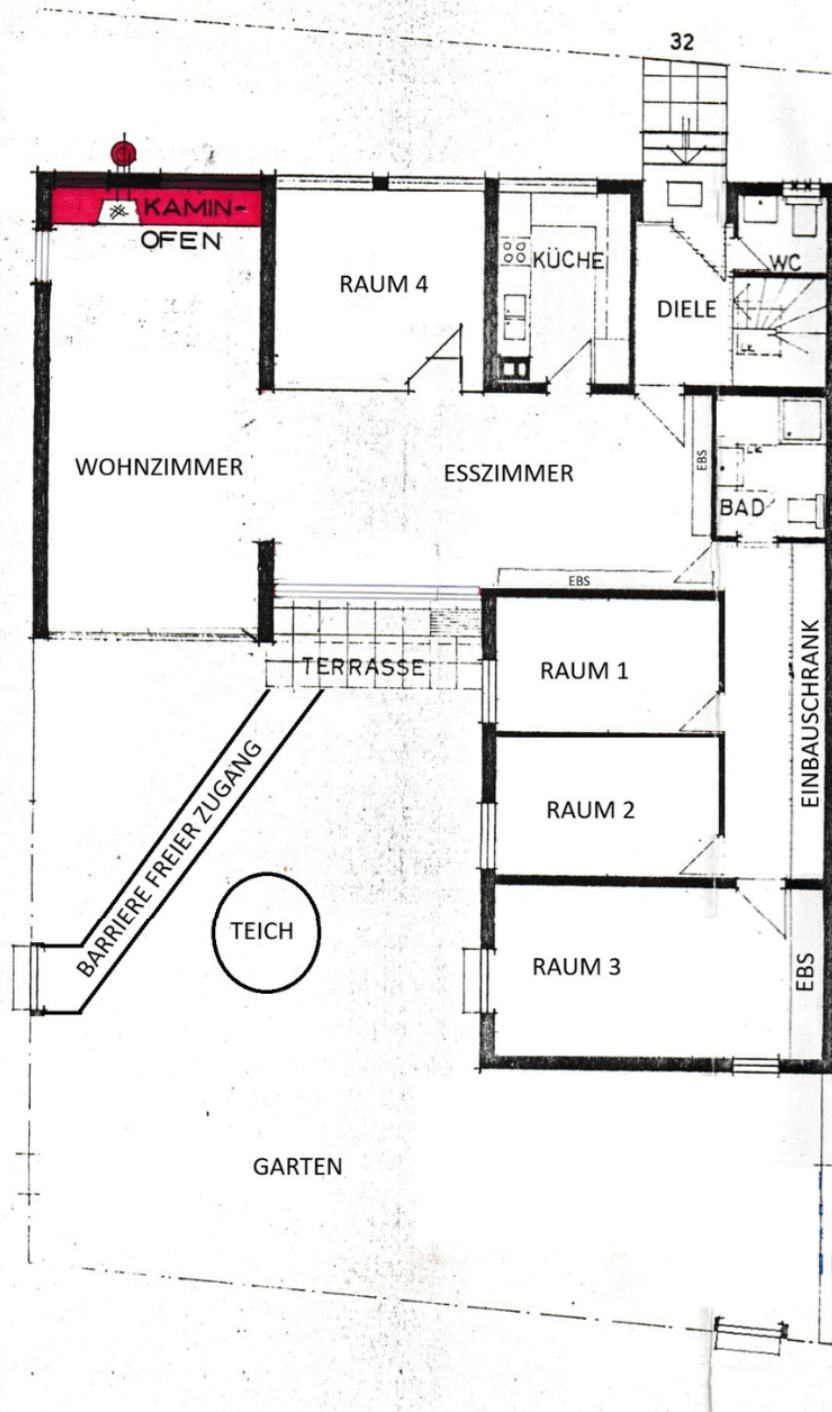 32
KAMIN-
OFEN
RAUM 4
KÜCHE
WC
DIELE
WOHNZIMMER
ESSZIMMER
EBS
BAD
EBS
TERRASSE
RAUM 1
EINBAUSCHRANK
RAUM 2
BARRIERE FREIER ZUGANG
TEICH
RAUM 3
EBS
GARTEN